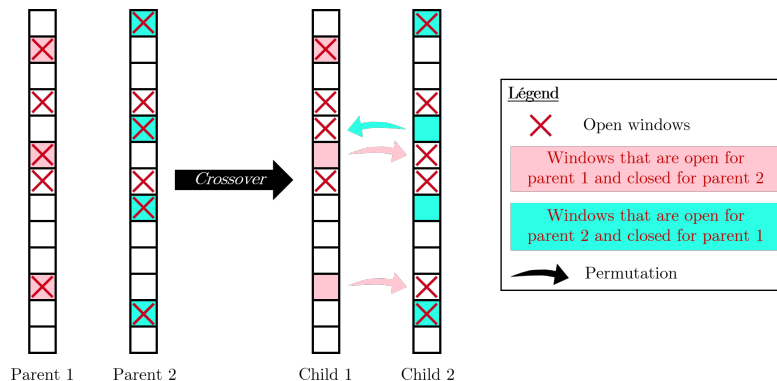 Crossover
Parent 1
Parent 2
Child 1
Child 2
Légend
Open windows
Windows that are open for
parent 1 and closed for parent 2
Windows that are open for
parent 2 and closed for parent 1
Permutation